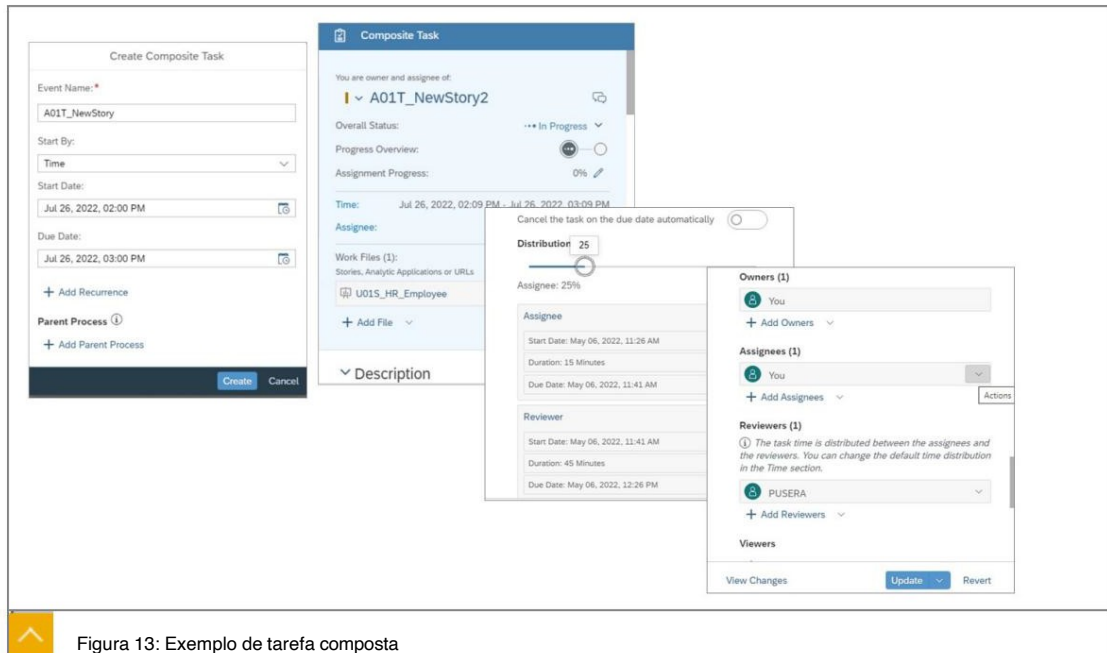 Create Composite Task
Event Name:*
A01T_NewStory
Start By:
Time
Start Date:
Jul 26, 2022, 02:00 PM
Due Date:
Jul 26, 2022, 03:00 PM
+ Add Recurrence
Parent Process
+ Add Parent Process
Create Cancel
Composite Task
You are owner and assignee of:
A01T_NewStory2
Overall Status: In Progress
Progress Overview:
Assignment Progress: 0%
Time: Jul 26, 2022, 02:09 PM - Jul 26, 2022, 03:09 PM
Assignee:
Work Files (1):
Stories, Analytic Applications or URLs
U01S_HR_Employee
+ Add File
Description
Cancel the task on the due date automatically
Distribution 25
Assignee: 25%
Assignee
Start Date: May 06, 2022, 11:26 AM
Duration: 15 Minutes
Due Date: May 06, 2022, 11:41 AM
Reviewer
Start Date: May 06, 2022, 11:41 AM
Duration: 45 Minutes
Due Date: May 06, 2022, 12:26 PM
Owners (1)
You
+ Add Owners
Assignees (1)
You
+ Add Assignees
Actions
Reviewers (1)
The task time is distributed between the assignees and
the reviewers. You can change the default time distribution
in the Time section.
PUSERA
+ Add Reviewers
Viewers
View Changes Update Revert
Figura 13: Exemplo de tarefa composta